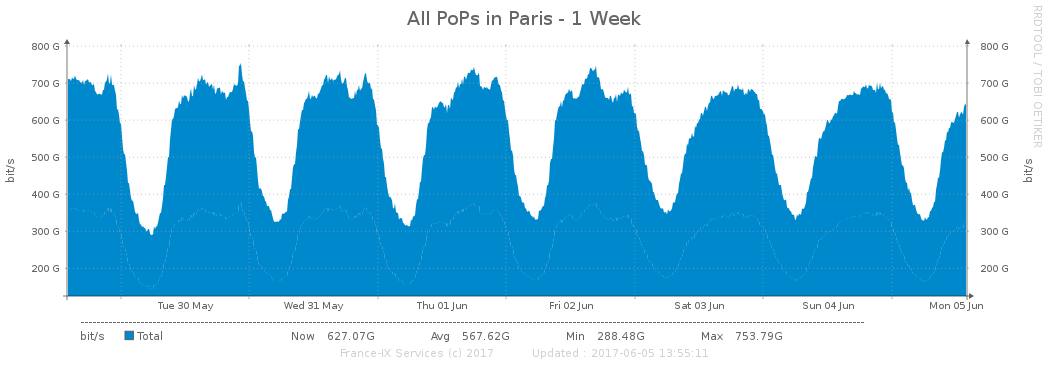 All PoPs in Paris - 1 Week
RRDTOOL / TOBI OETIKER
800 G 800 G
700 G 700 G
600 G 600 G
500 G 500 G
400 G 400 G
300 G 300 G
200 G 200 G
bit/s bit/s
Tue 30 May Wed 31 May Thu 01 Jun Fri 02 Jun Sat 03 Jun Sun 04 Jun Mon 05 Jun
bit/s Total Now 627.07G Avg 567.62G Min 288.48G Max 753.79G
France-IX Services (c) 2017 Updated : 2017-06-05 13:55:11